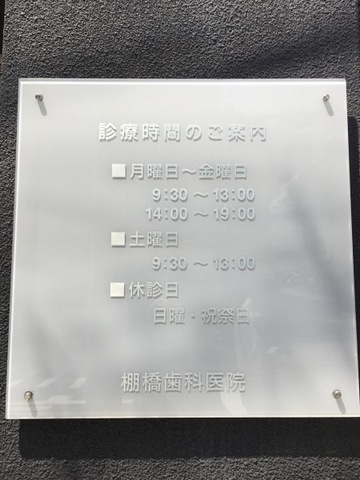 診療時間のご案内
■月曜日～金曜日
9:30～13:00
14:00～19:00
■土曜日
9:30～13:00
■休診日
日曜・祝祭日
棚橋歯科医院